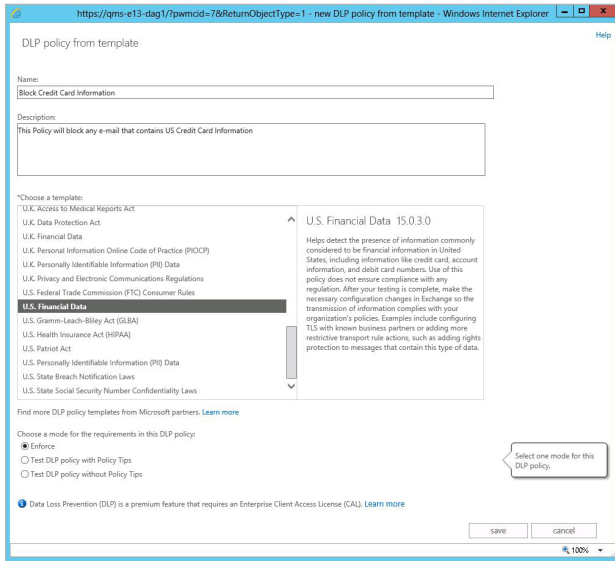 https://qms-e13-dag1/?pwmcid=7&ReturnObjectType=1 - new DLP policy from template - Windows Internet Explorer
Help
DLP policy from template
Name:
Block Credit Card Information
Description:
This Policy will block any e-mail that contains US Credit Card Information
*Choose a template:
U.K. Access to Medical Reports Act
U.K. Data Protection Act
U.K. Financial Data
U.K. Personal Information Online Code of Practice (PIOCP)
U.K. Personally Identifiable Information (PII) Data
U.K. Privacy and Electronic Communications Regulations
U.S. Federal Trade Commission (FTC) Consumer Rules
U.S. Financial Data
U.S. Gramm-Leach-Bliley Act (GLBA)
U.S. Health Insurance Act (HIPAA)
U.S. Patriot Act
U.S. Personally Identifiable Information (PII) Data
U.S. State Breach Notification Laws
U.S. State Social Security Number Confidentiality Laws
U.S. Financial Data 15.0.3.0
Helps detect the presence of information commonly
considered to be financial information in United
States, including information like credit card, account
information, and debit card numbers. Use of this
policy does not ensure compliance with any
regulation. After your testing is complete, make the
necessary configuration changes in Exchange so the
transmission of information complies with your
organization's policies. Examples include configuring
TLS with known business partners or adding more
restrictive transport rule actions, such as adding rights
protection to messages that contain this type of data.
Find more DLP policy templates from Microsoft partners. Learn more
Choose a mode for the requirements in this DLP policy:
Enforce
Test DLP policy with Policy Tips
Test DLP policy without Policy Tips
Select one mode for this
DLP policy.
Data Loss Prevention (DLP) is a premium feature that requires an Enterprise Client Access License (CAL). Learn more
save
cancel
100%